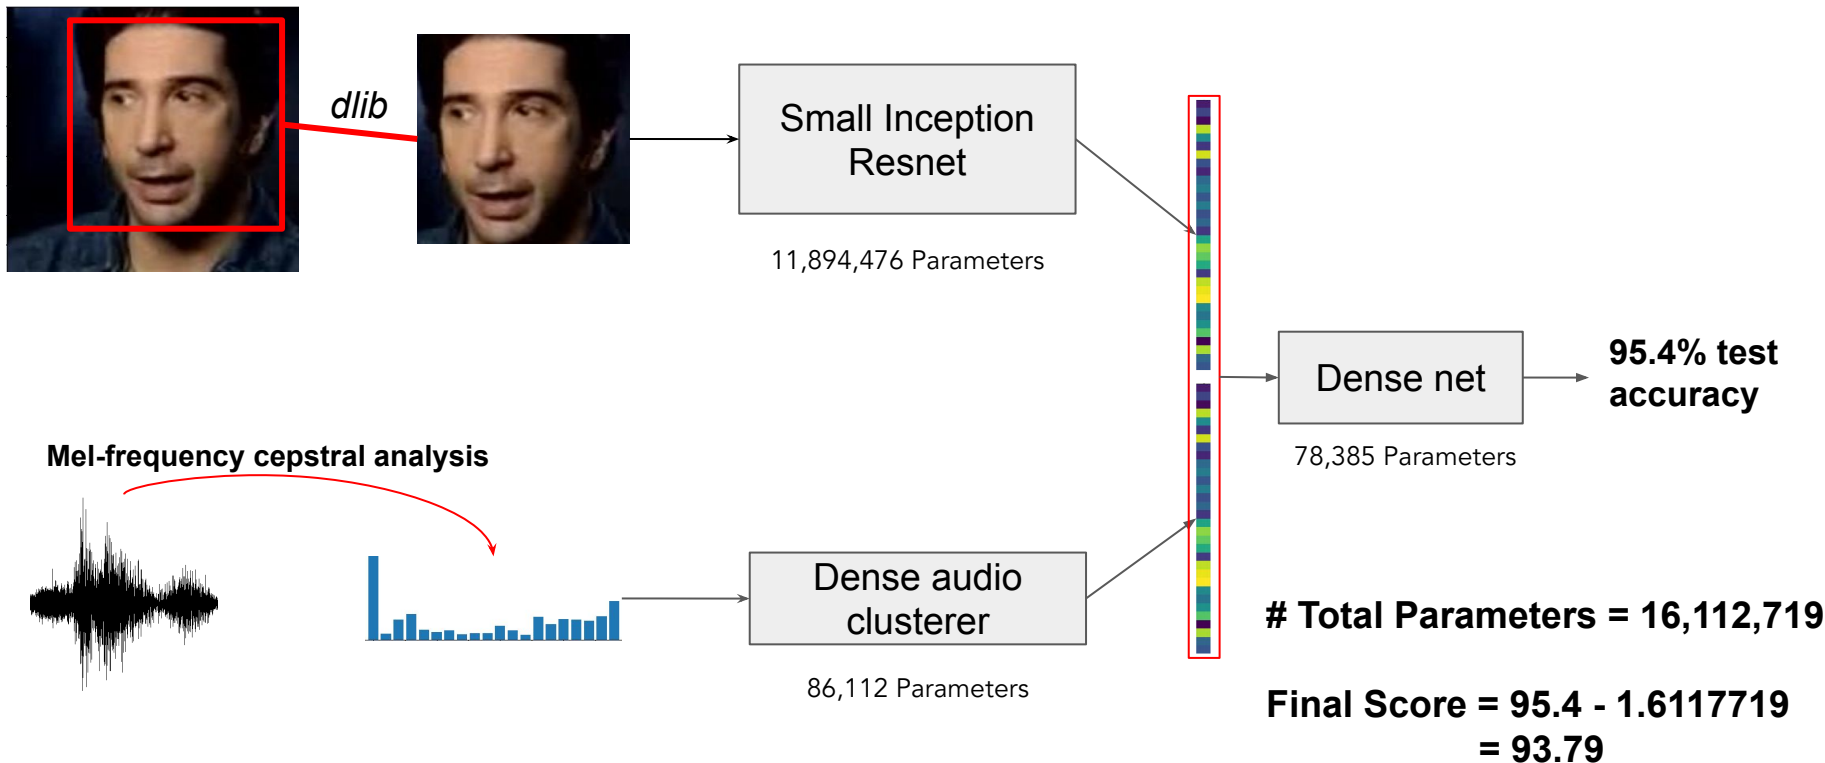 dlib
Small Inception
Resnet
11,894,476 Parameters
95.4% test
accuracy
Dense net
78,385 Parameters
Mel-frequency cepstral analysis
Dense audio
clusterer
86,112 Parameters
# Total Parameters = 16,112,719
Final Score = 95.4 - 1.6117719
= 93.79